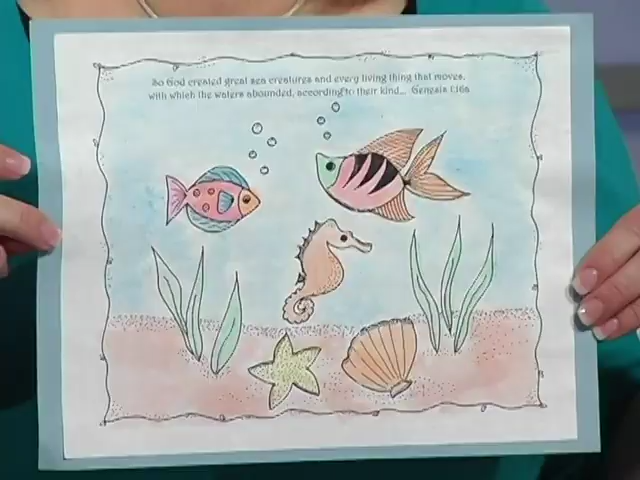 So God created great sea creatures and every living thing that moves,
with which the waters abounded, according to their kind... Genesis 1:16a